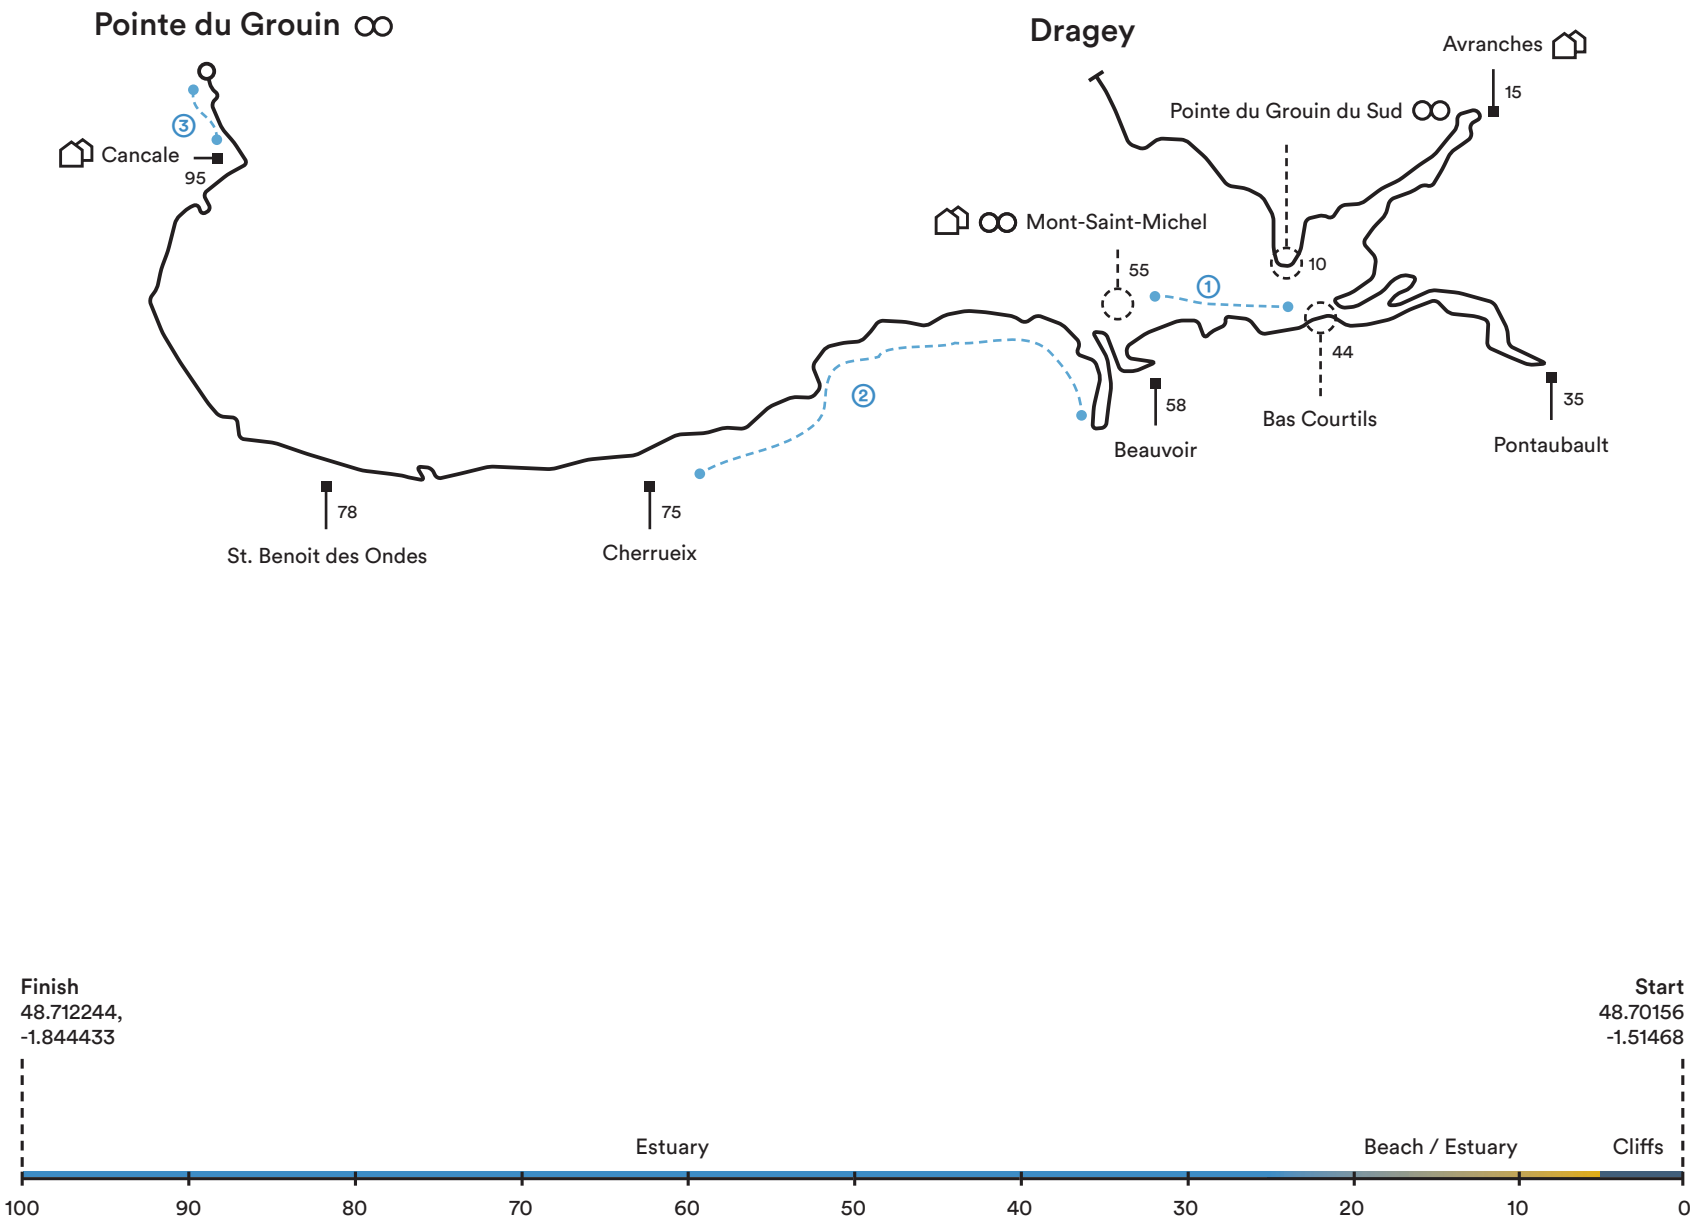 Pointe du Grouin
Dragey
Avranches
15
Pointe du Grouin du Sud
3
Cancale
95
Mont-Saint-Michel
55
10
1
44
2
58
35
Bas Courtils
Beauvoir
Pontaubault
78
75
St. Benoit des Ondes
Cherrueix
Finish
48.712244,
-1.844433
Start
48.70156
-1.51468
Estuary
Beach / Estuary
Cliffs
100 90 80 70 60 50 40 30 20 10 0